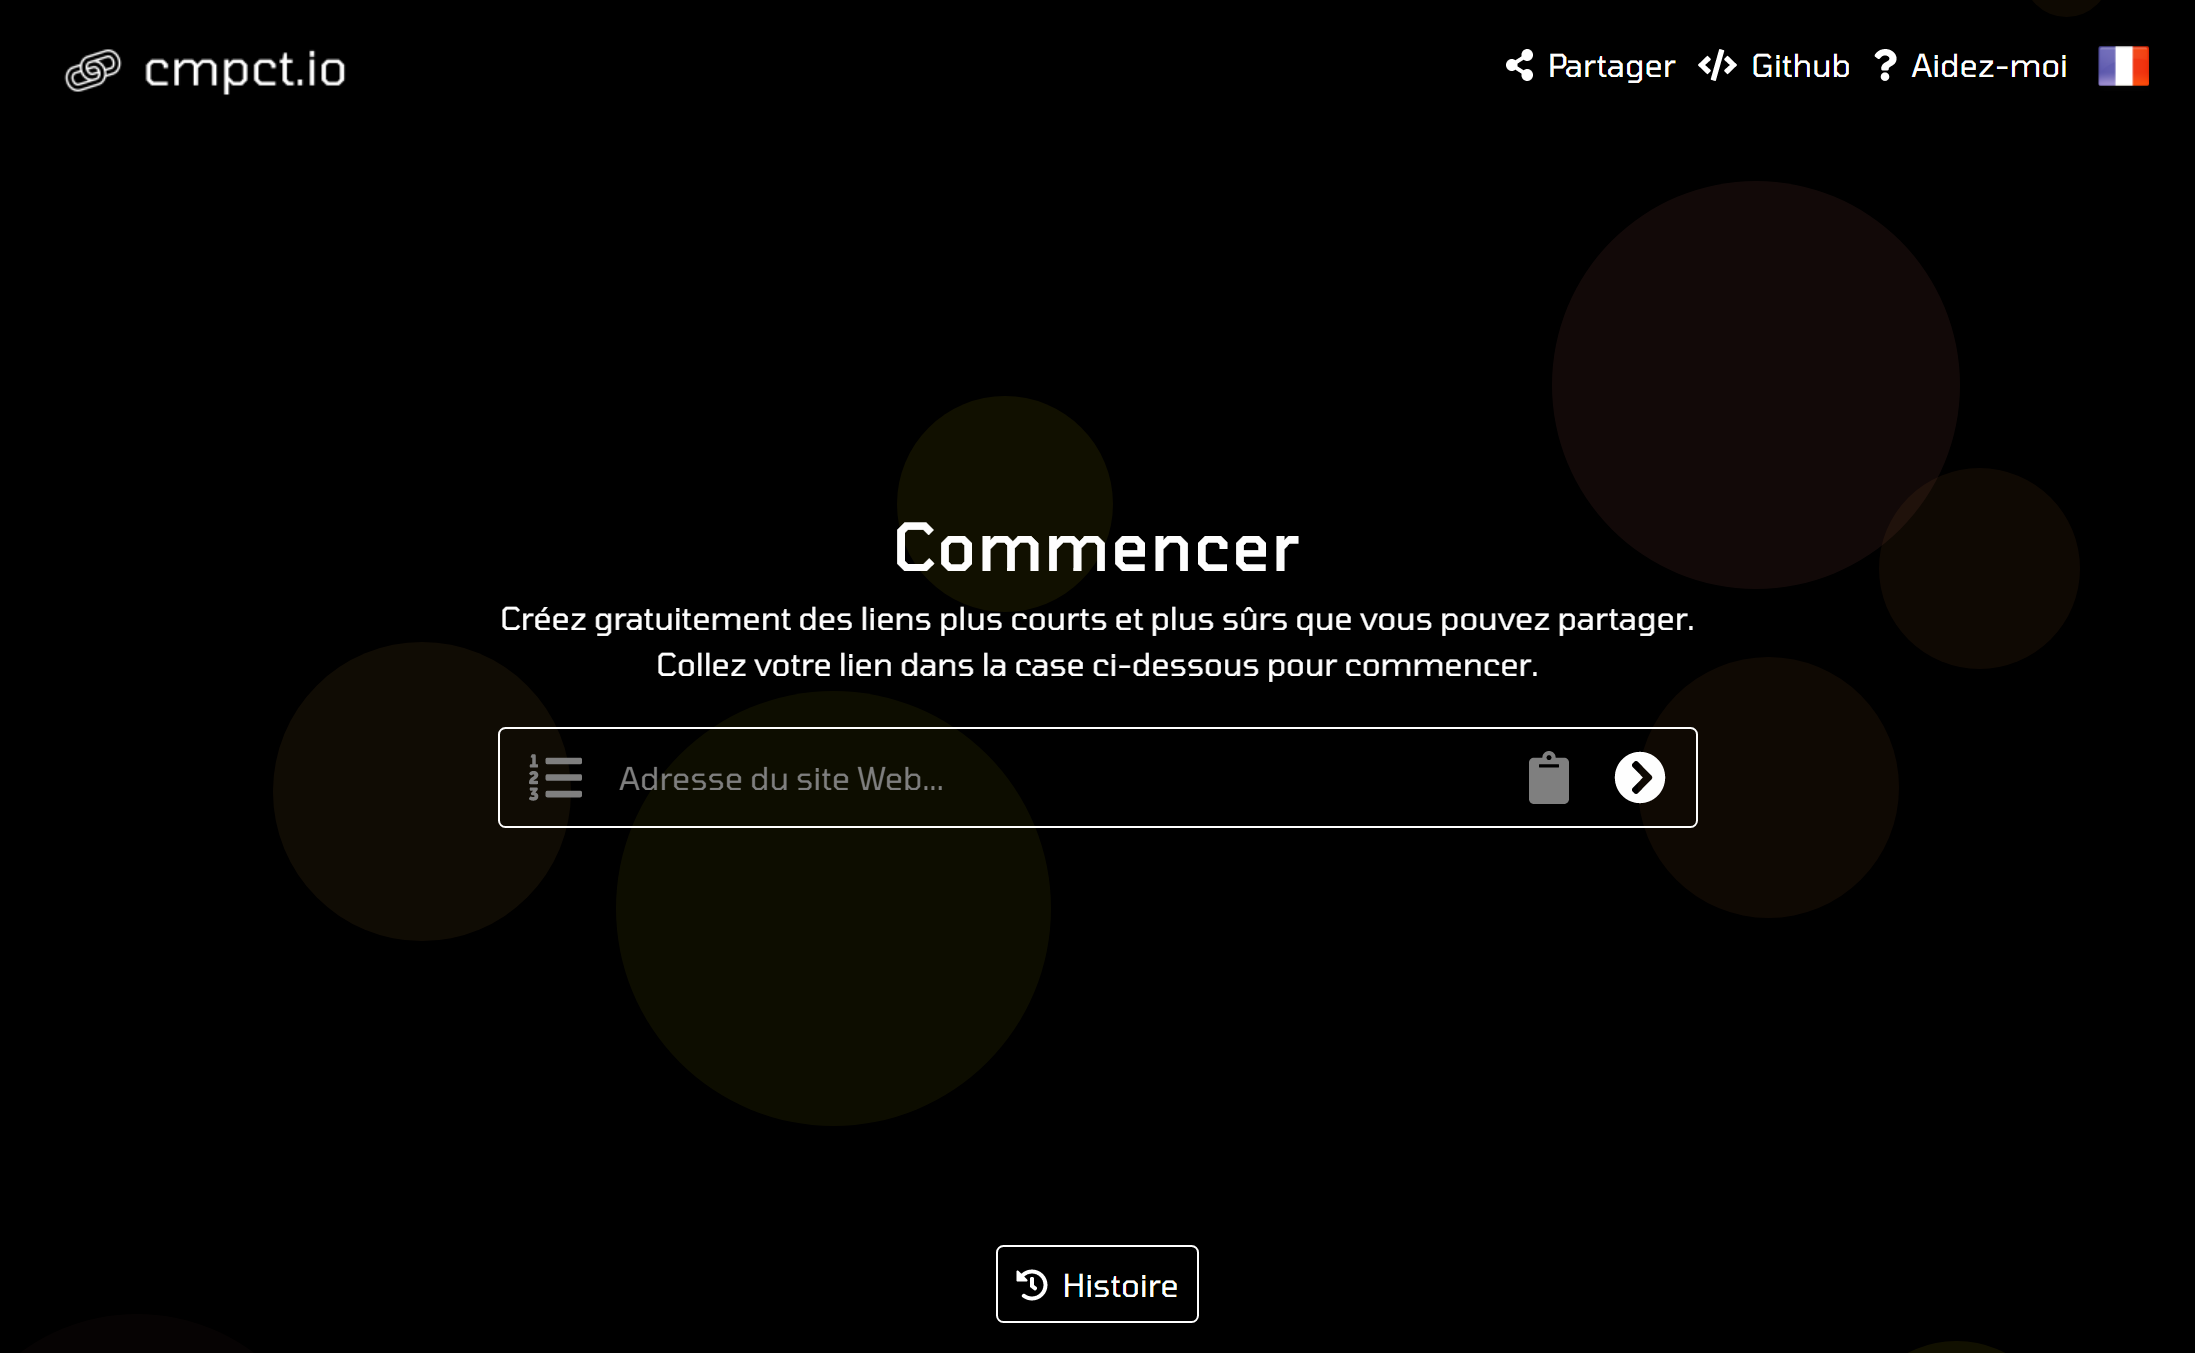 cmpct.io
Partager
Github
Aidez-moi
Commencer
Créez gratuitement des liens plus courts et plus sûrs que vous pouvez partager.
Collez votre lien dans la case ci-dessous pour commencer.
Adresse du site Web...
Histoire